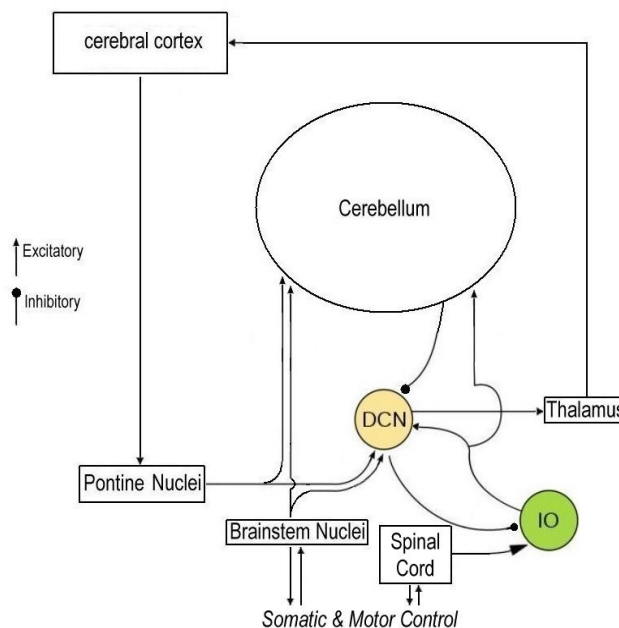 cerebral cortex
Cerebellum
Excitatory
Inhibitory
DCN
Thalamus
Pontine Nuclei
IO
Brainstem Nuclei
Spinal
Cord
Somatic & Motor Control